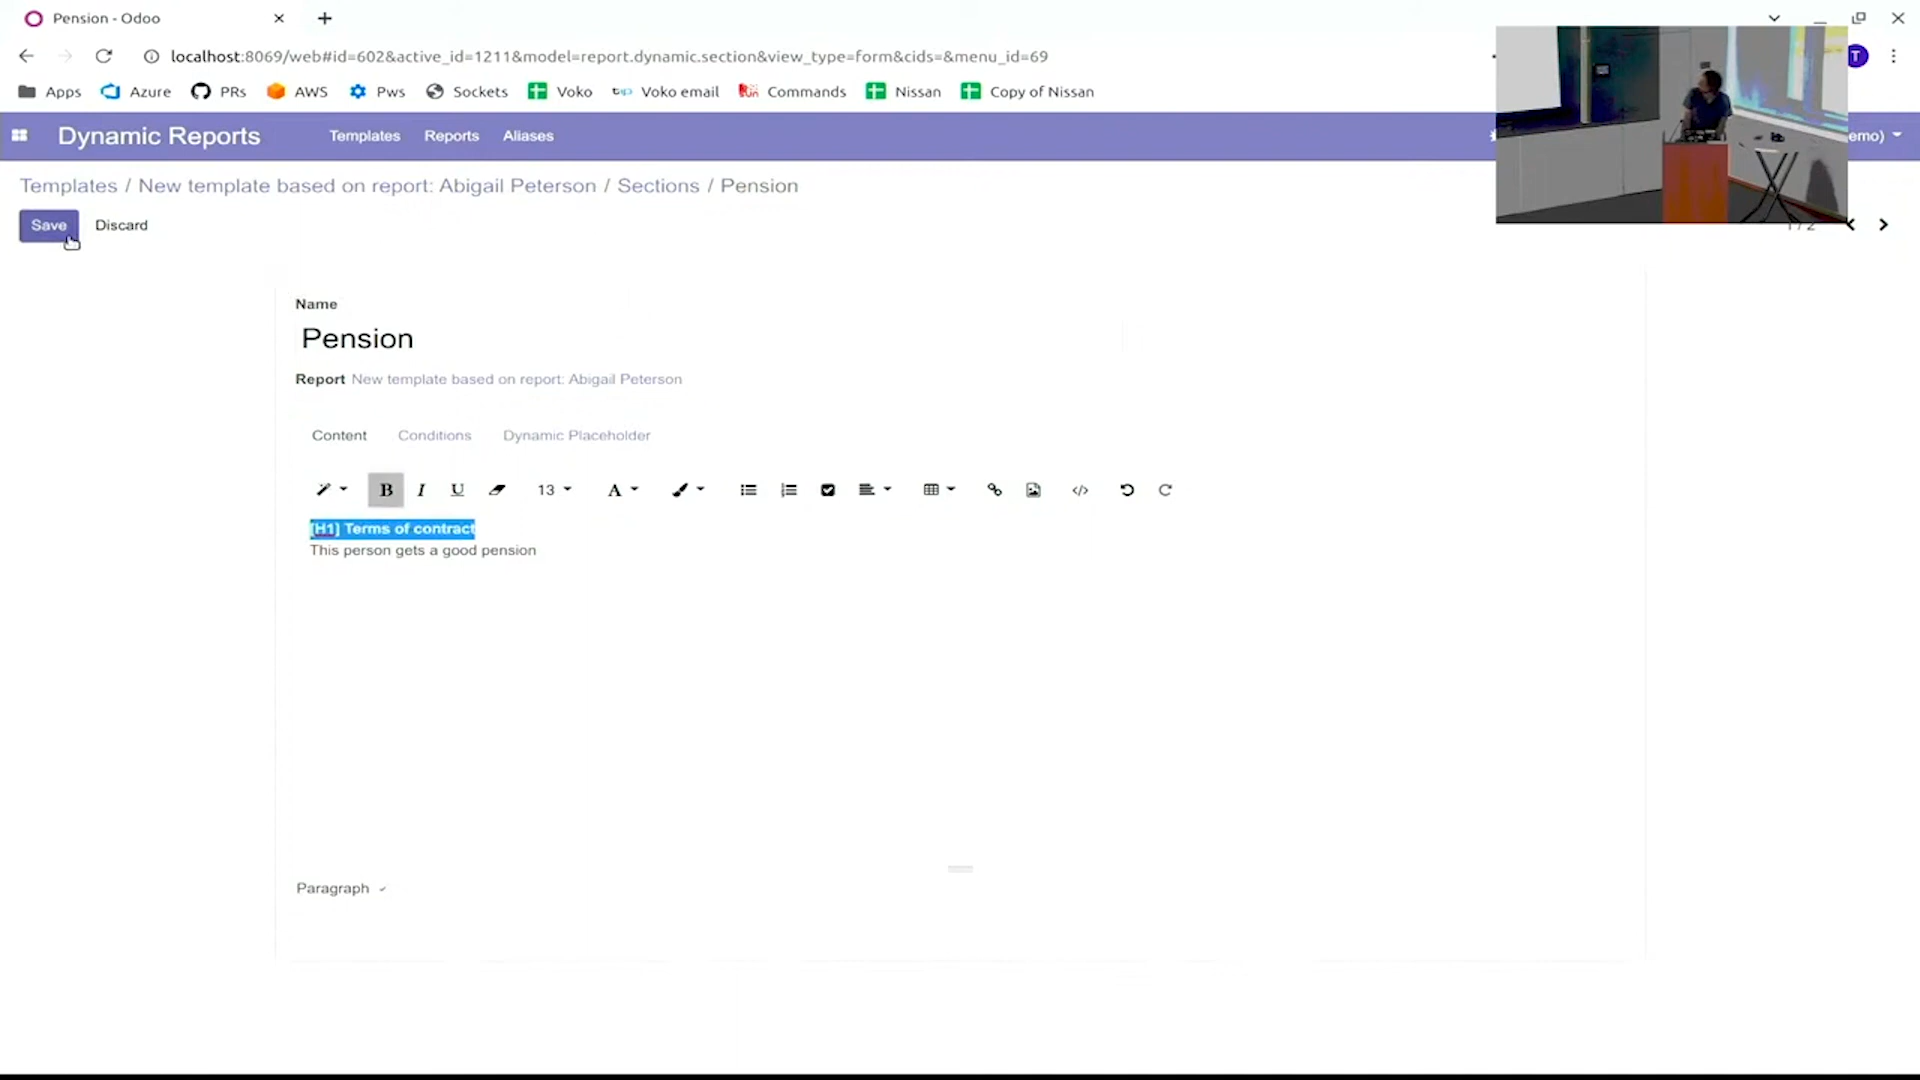 Pension - Odoo
localhost:8069/web#id=602&active_id=1211&model=report.dynamic.section&view_type=form&cids=&menu_id=69
T
Apps Azure PRs AWS Pws Sockets Voko Voko email Commands Nissan Copy of Nissan
Dynamic Reports Templates Reports Aliases emo)
Templates / New template based on report: Abigail Peterson / Sections / Pension
Save Discard 1 / 2
Name
Pension
Report New template based on report: Abigail Peterson
Content Conditions Dynamic Placeholder
B I U 13 A
[H1] Terms of contract
This person gets a good pension
Paragraph